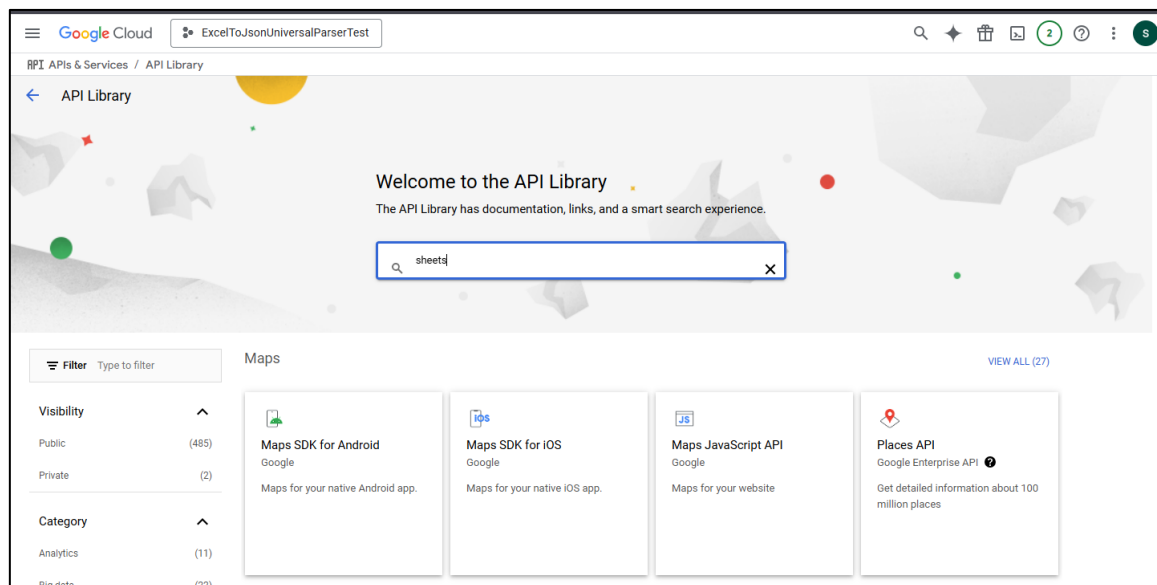 Google Cloud
ExcelToJsonUniversalParserTest
2
S
API APIs & Services / API Library
API Library
Welcome to the API Library
The API Library has documentation, links, and a smart search experience.
sheets
Filter Type to filter
Maps
VIEW ALL (27)
Visibility
Public (485)
Private (2)
Category
Analytics (11)
Big data (22)
Maps SDK for Android
Google
Maps for your native Android app.
iOS
Maps SDK for iOS
Google
Maps for your native iOS app.
JS
Maps JavaScript API
Google
Maps for your website
Places API
Google Enterprise API
Get detailed information about 100
million places